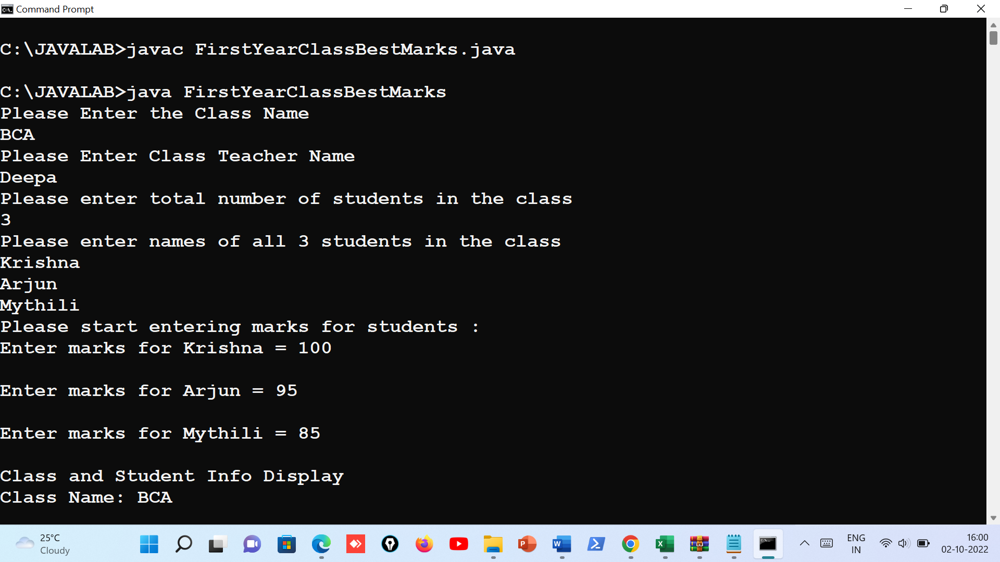 Command Prompt
C:\JAVALAB>javac FirstYearClassBestMarks.java
C:\JAVALAB>java FirstYearClassBestMarks
Please Enter the Class Name
BCA
Please Enter Class Teacher Name
Deepa
Please enter total number of students in the class
3
Please enter names of all 3 students in the class
Krishna
Arjun
Mythili
Please start entering marks for students :
Enter marks for Krishna = 100
Enter marks for Arjun = 95
Enter marks for Mythili = 85
Class and Student Info Display
Class Name: BCA
25°C
Cloudy
ENG
IN
16:00
02-10-2022